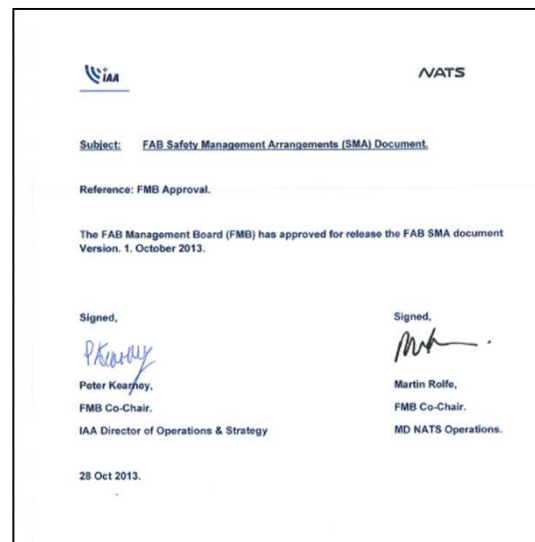 IAA
NATS
Subject: FAB Safety Management Arrangements (SMA) Document.
Reference: FMB Approval.
The FAB Management Board (FMB) has approved for release the FAB SMA document
Version. 1. October 2013.
Signed,
P Kearney
Peter Kearney,
FMB Co-Chair.
IAA Director of Operations & Strategy
Signed,
Martin Rolfe,
FMB Co-Chair.
MD NATS Operations.
28 Oct 2013.